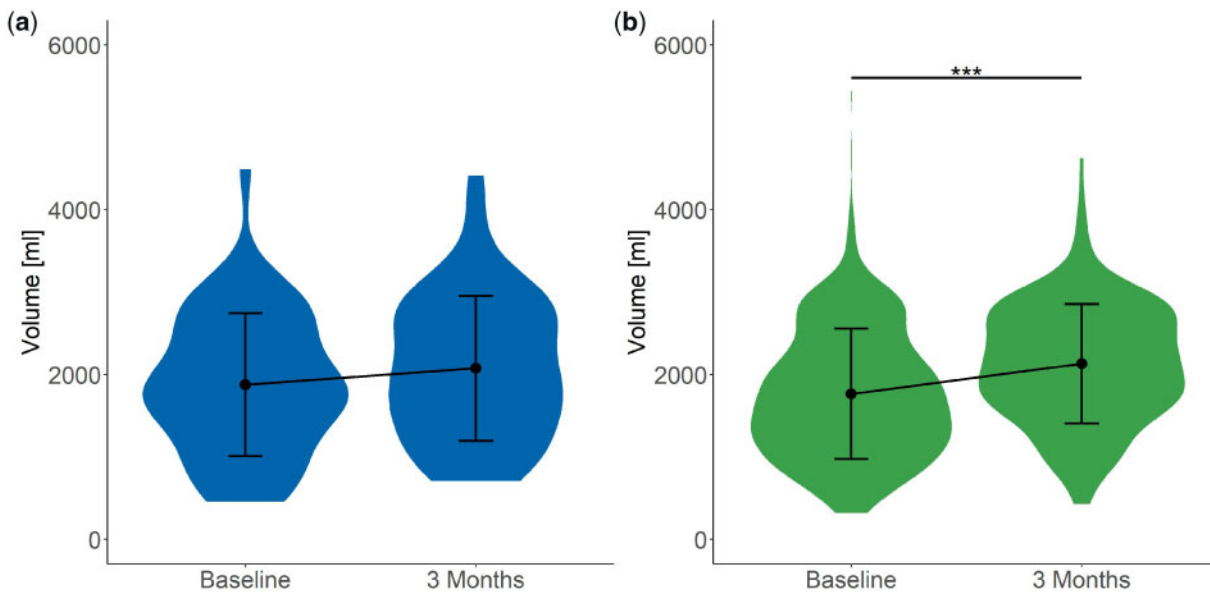 (a)
Volume [ml]
6000
4000
2000
0
Baseline 3 Months
(b)
Volume [ml]
6000
4000
2000
0
***
Baseline 3 Months